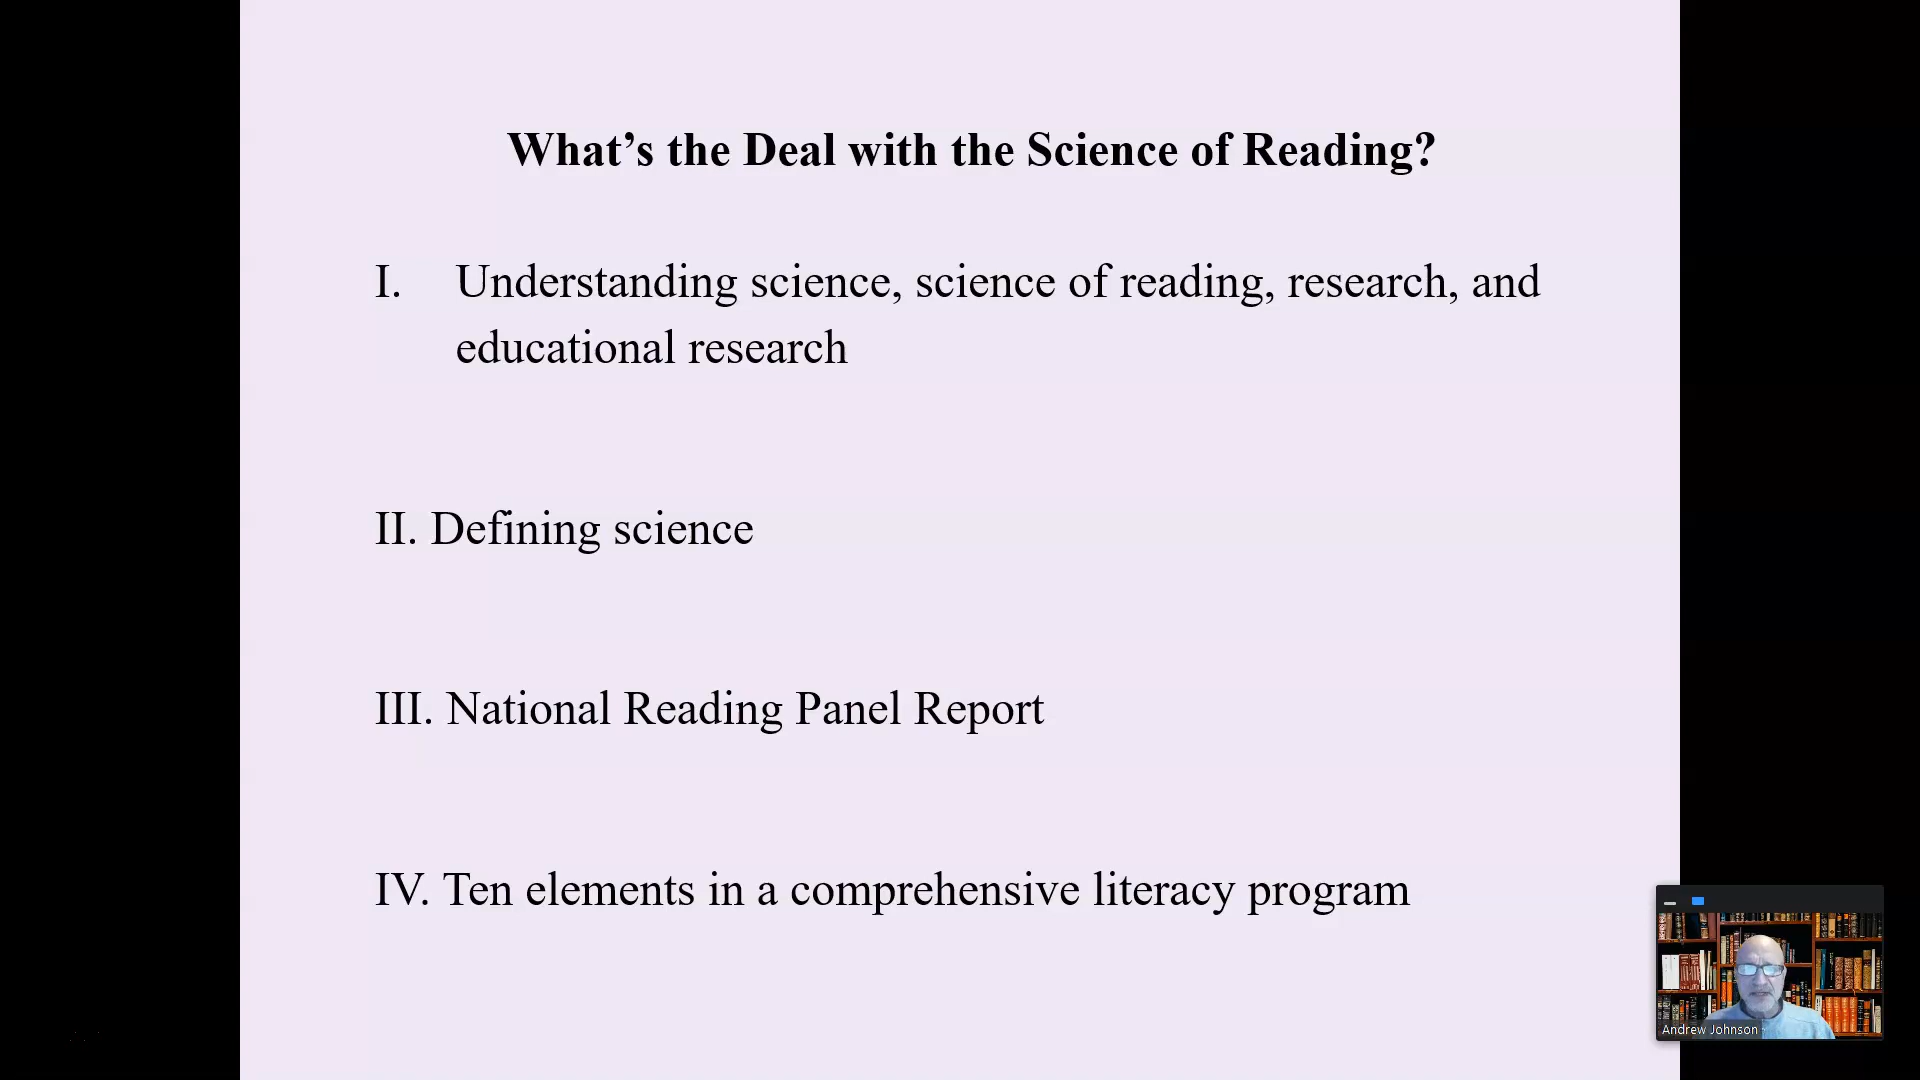 What’s the Deal with the Science of Reading?
I. Understanding science, science of reading, research, and
educational research
II. Defining science
III. National Reading Panel Report
IV. Ten elements in a comprehensive literacy program
Andrew Johnson